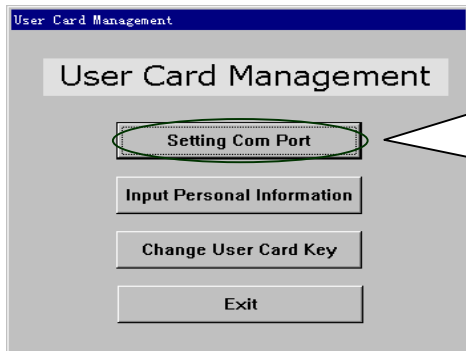 User Card Management
User Card Management
Setting Com Port
Input Personal Information
Change User Card Key
Exit